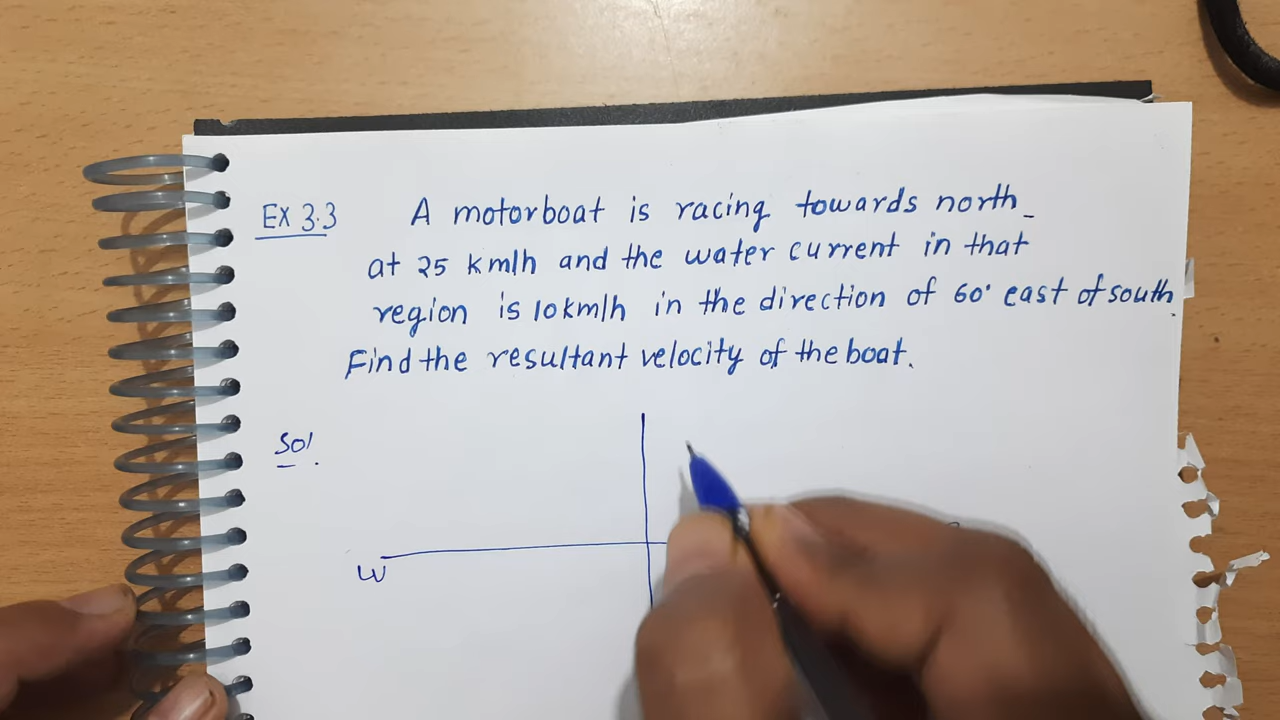 EX 3.3 A motorboat is racing towards north
at 25 km/h and the water current in that
region is 10km/h in the direction of 60° east of south.
Find the resultant velocity of the boat.
Sol.
W